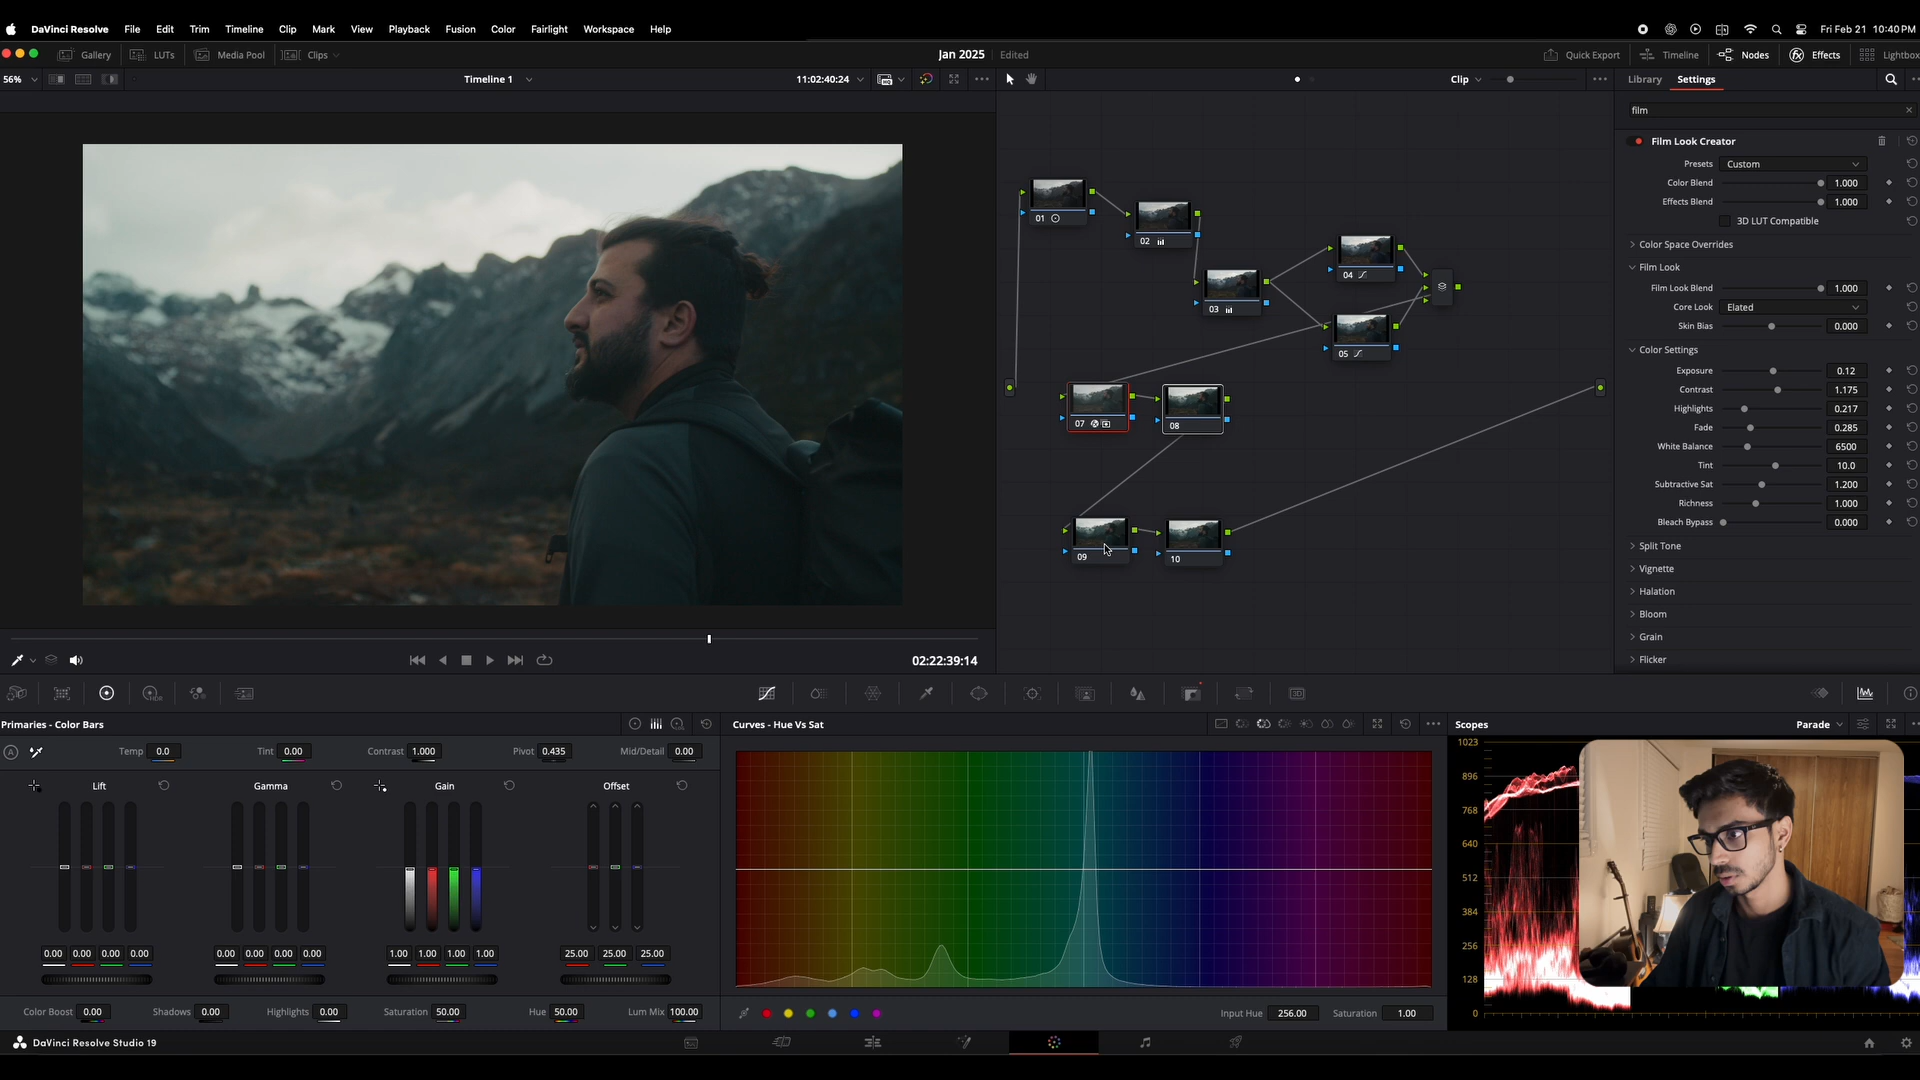 DaVinci Resolve File Edit Trim Timeline Clip Mark View Playback Fusion Color Fairlight Workspace Help Fri Feb 21 10:40 PM
Gallery LUTs Media Pool Clips Jan 2025 Edited Quick Export Timeline Nodes Effects Lightbox
56% Timeline 1 11:02:40:24 Clip Library Settings
film
Film Look Creator
Presets Custom
Color Blend 1.000
Effects Blend 1.000
3D LUT Compatible
Color Space Overrides
Film Look
Film Look Blend 1.000
Core Look Elated
Skin Bias 0.000
Color Settings
Exposure 0.12
Contrast 1.175
Highlights 0.217
Fade 0.285
White Balance 6500
Tint 10.0
Subtractive Sat 1.200
Richness 1.000
Bleach Bypass 0.000
Split Tone
Vignette
Halation
Bloom
Grain
Flicker
01
02
03
04
05
07
08
09
10
02:22:39:14
Primaries - Color Bars
Temp 0.0 Tint 0.00 Contrast 1.000 Pivot 0.435 Mid/Detail 0.00
Lift Gamma Gain Offset
0.00 0.00 0.00 0.00 0.00 0.00 0.00 0.00 1.00 1.00 1.00 1.00 25.00 25.00 25.00
Color Boost 0.00 Shadows 0.00 Highlights 0.00 Saturation 50.00 Hue 50.00 Lum Mix 100.00
Curves - Hue Vs Sat
Input Hue 256.00 Saturation 1.00
Scopes Parade
1023
896
768
640
512
384
256
128
0
HDR
3D
A
DaVinci Resolve Studio 19